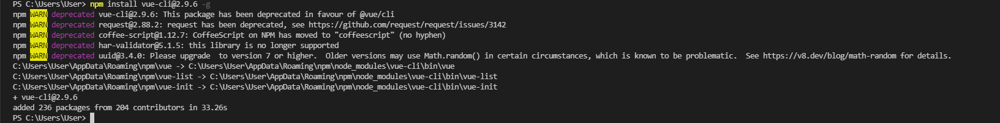 PS C:\Users\User> npm install vue-cli@2.9.6 -g
npm WARN deprecated vue-cli@2.9.6: This package has been deprecated in favour of @vue/cli
npm WARN deprecated request@2.88.2: request has been deprecated, see https://github.com/request/request/issues/3142
npm WARN deprecated coffee-script@1.12.7: CoffeeScript on NPM has moved to "coffeescript" (no hyphen)
npm WARN deprecated har-validator@5.1.5: this library is no longer supported
npm WARN deprecated uuid@3.4.0: Please upgrade  to version 7 or higher.  Older versions may use Math.random() in certain circumstances, which is known to be problematic.  See https://v8.dev/blog/math-random for details.
C:\Users\User\AppData\Roaming\npm\vue -> C:\Users\User\AppData\Roaming\npm\node_modules\vue-cli\bin\vue
C:\Users\User\AppData\Roaming\npm\vue-list -> C:\Users\User\AppData\Roaming\npm\node_modules\vue-cli\bin\vue-list
C:\Users\User\AppData\Roaming\npm\vue-init -> C:\Users\User\AppData\Roaming\npm\node_modules\vue-cli\bin\vue-init
+ vue-cli@2.9.6
added 236 packages from 204 contributors in 33.26s
PS C:\Users\User>